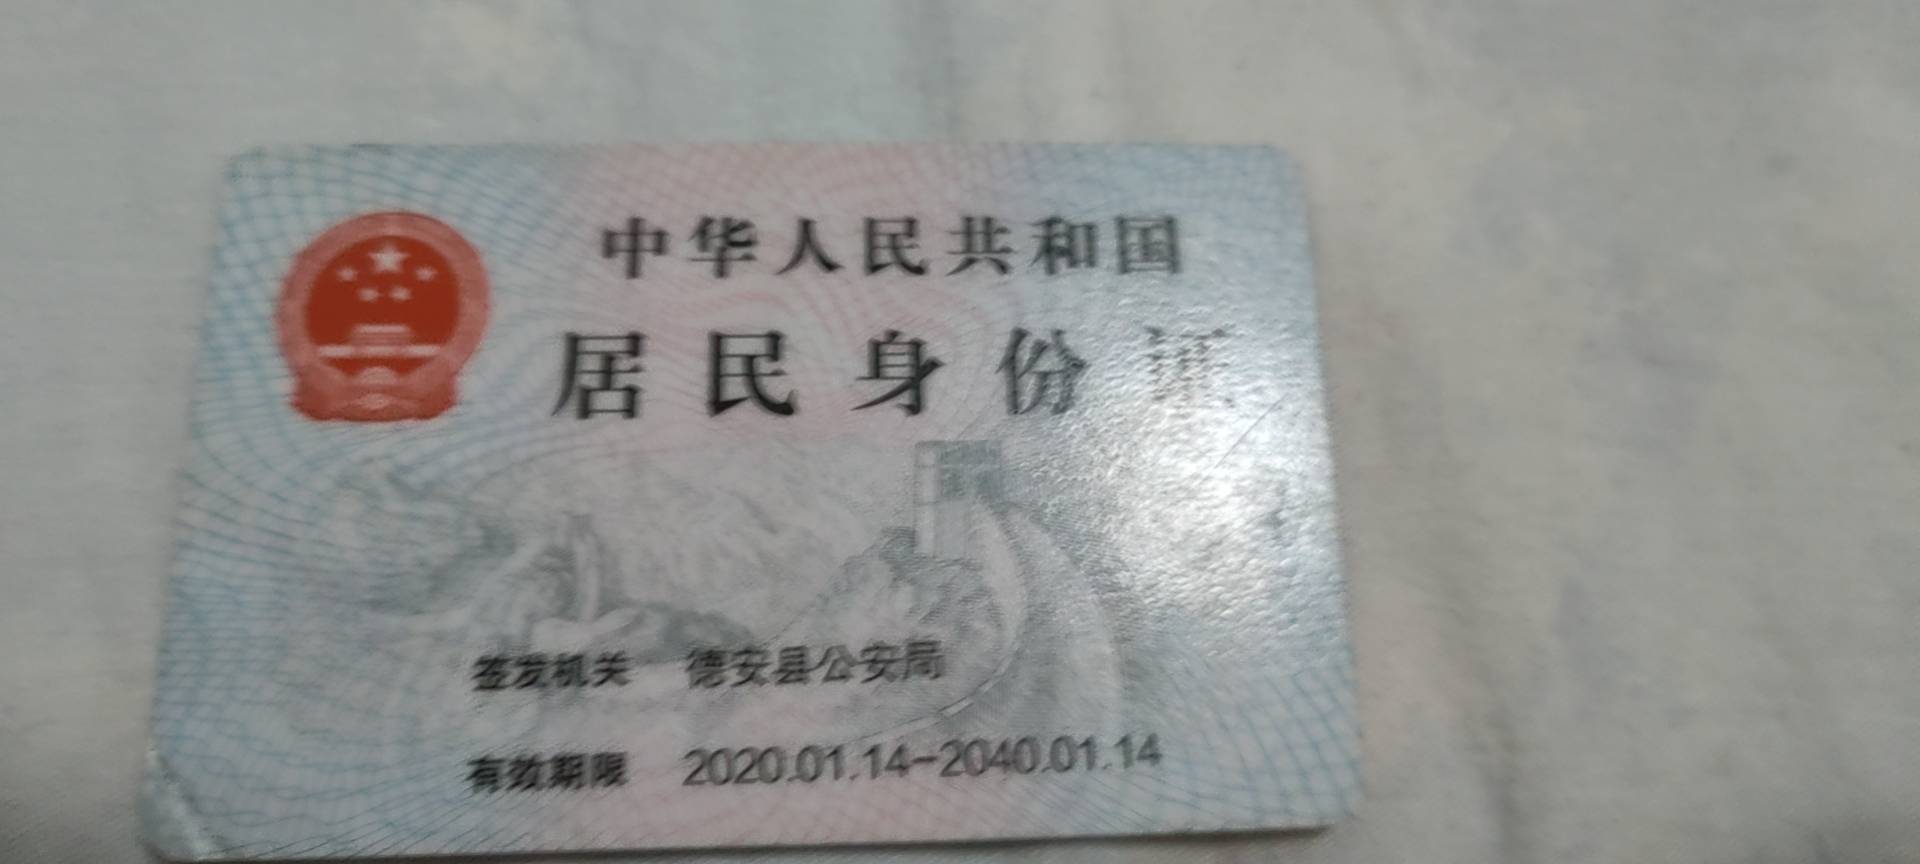 中华人民共和国
居民身份证
签发机关 德安县公安局
有效期限 2020.01.14-2040.01.14